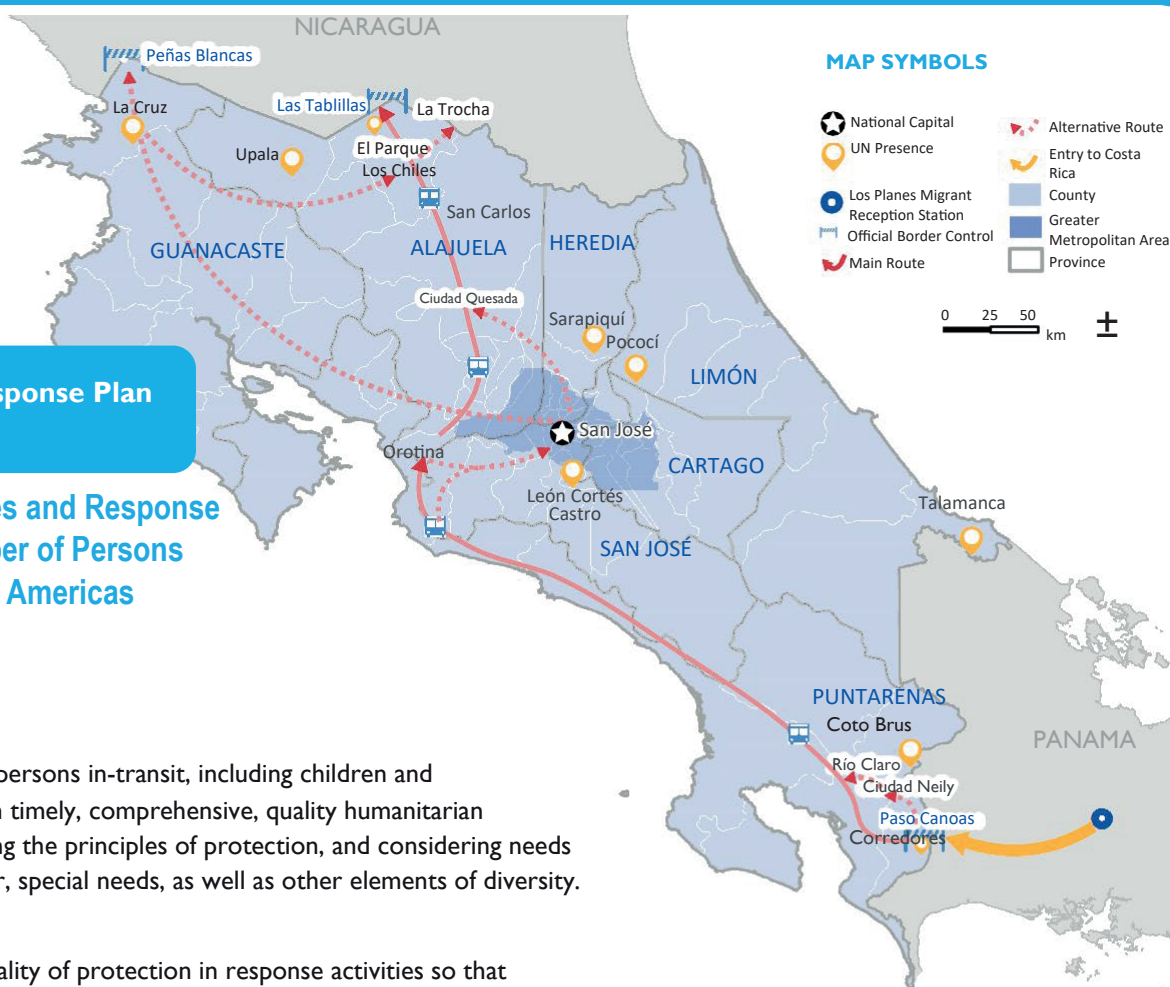 NICARAGUA
Peñas Blancas
La Cruz
Las Tablillas
La Trocha
Upala
El Parque
Los Chiles
San Carlos
GUANACASTE
ALAJUELA
HEREDIA
Ciudad Quesada
Sarapiquí
Pococí
LIMÓN
San José
Orotina
CARTAGO
León Cortés
Castro
SAN JOSÉ
Talamanca
PUNTARENAS
Coto Brus
PANAMA
Río Claro
Ciudad Neily
Paso Canoas
Corredores
MAP SYMBOLS
National Capital
UN Presence
Los Planes Migrant
Reception Station
Official Border Control
Main Route
Alternative Route
Entry to Costa
Rica
County
Greater
Metropolitan Area
Province
0 25 50 km
±
sponse Plan
es and Response
ber of Persons
Americas
persons in-transit, including children and
timely, comprehensive, quality humanitarian
ng the principles of protection, and considering needs
r, special needs, as well as other elements of diversity.
ality of protection in response activities so that